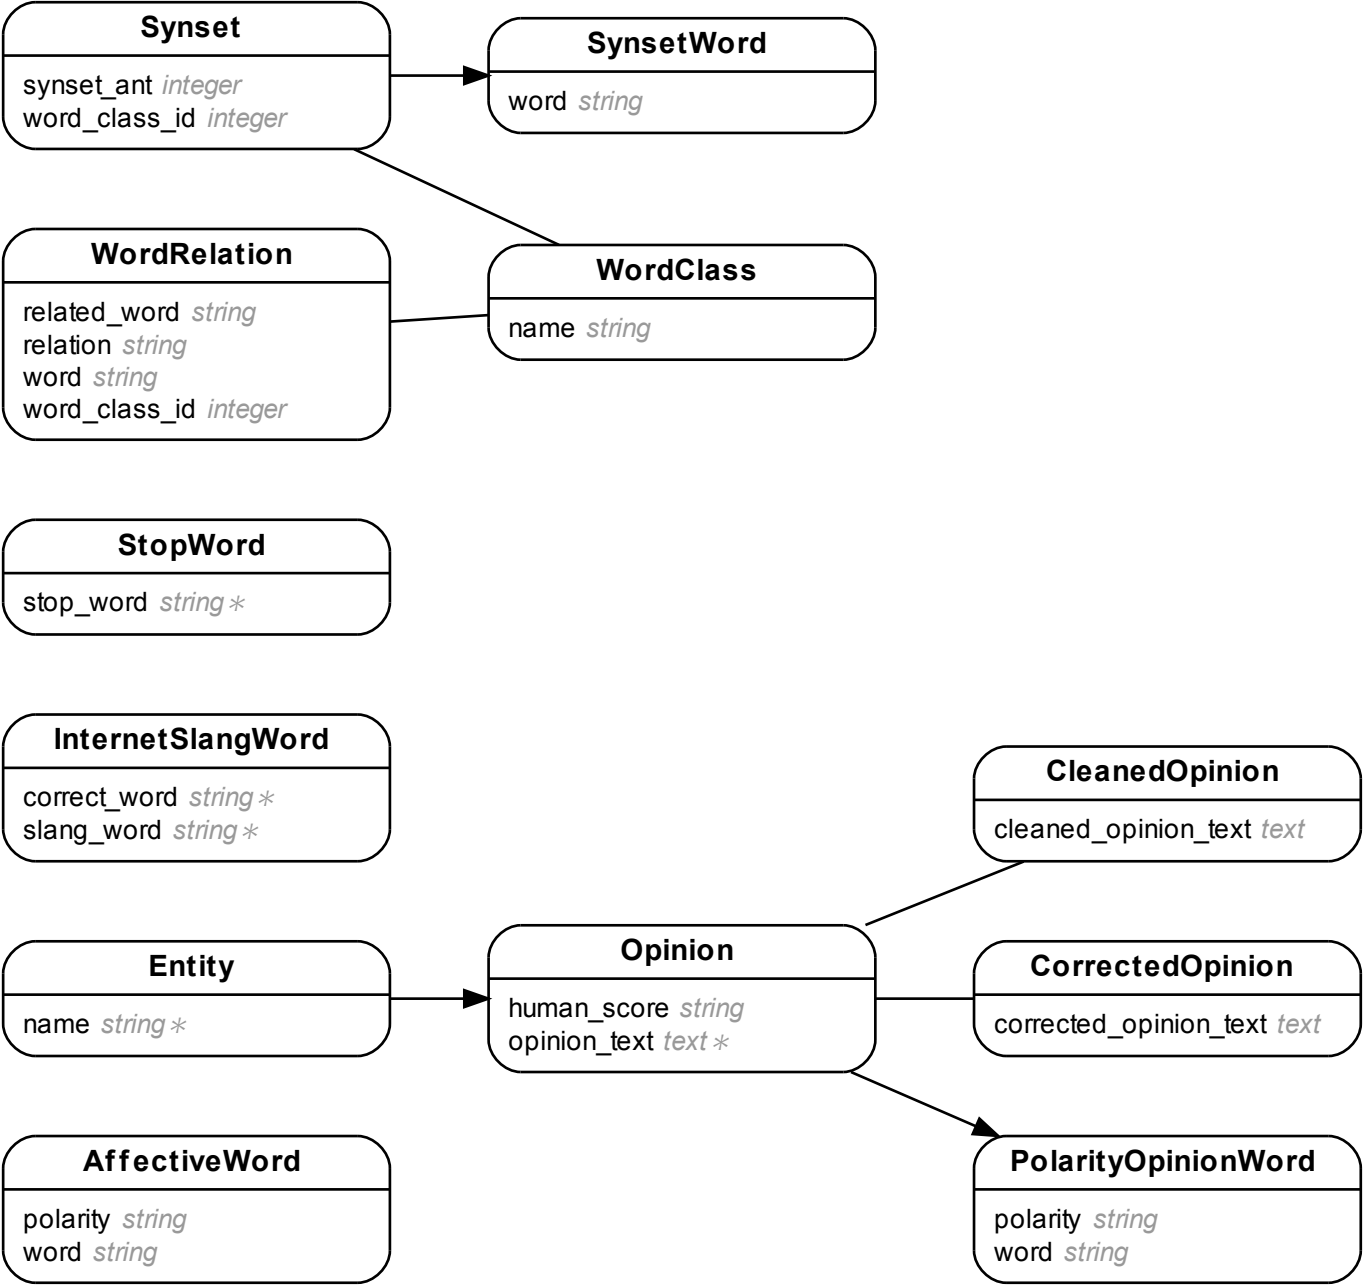 Synset
synset_ant integer
word_class_id integer
SynsetWord
word string
WordRelation
related_word string
relation string
word string
word_class_id integer
WordClass
name string
StopWord
stop_word string ∗
InternetSlangWord
correct_word string ∗
slang_word string ∗
CleanedOpinion
cleaned_opinion_text text
Entity
name string ∗
Opinion
human_score string
opinion_text text ∗
CorrectedOpinion
corrected_opinion_text text
AffectiveWord
polarity string
word string
PolarityOpinionWord
polarity string
word string